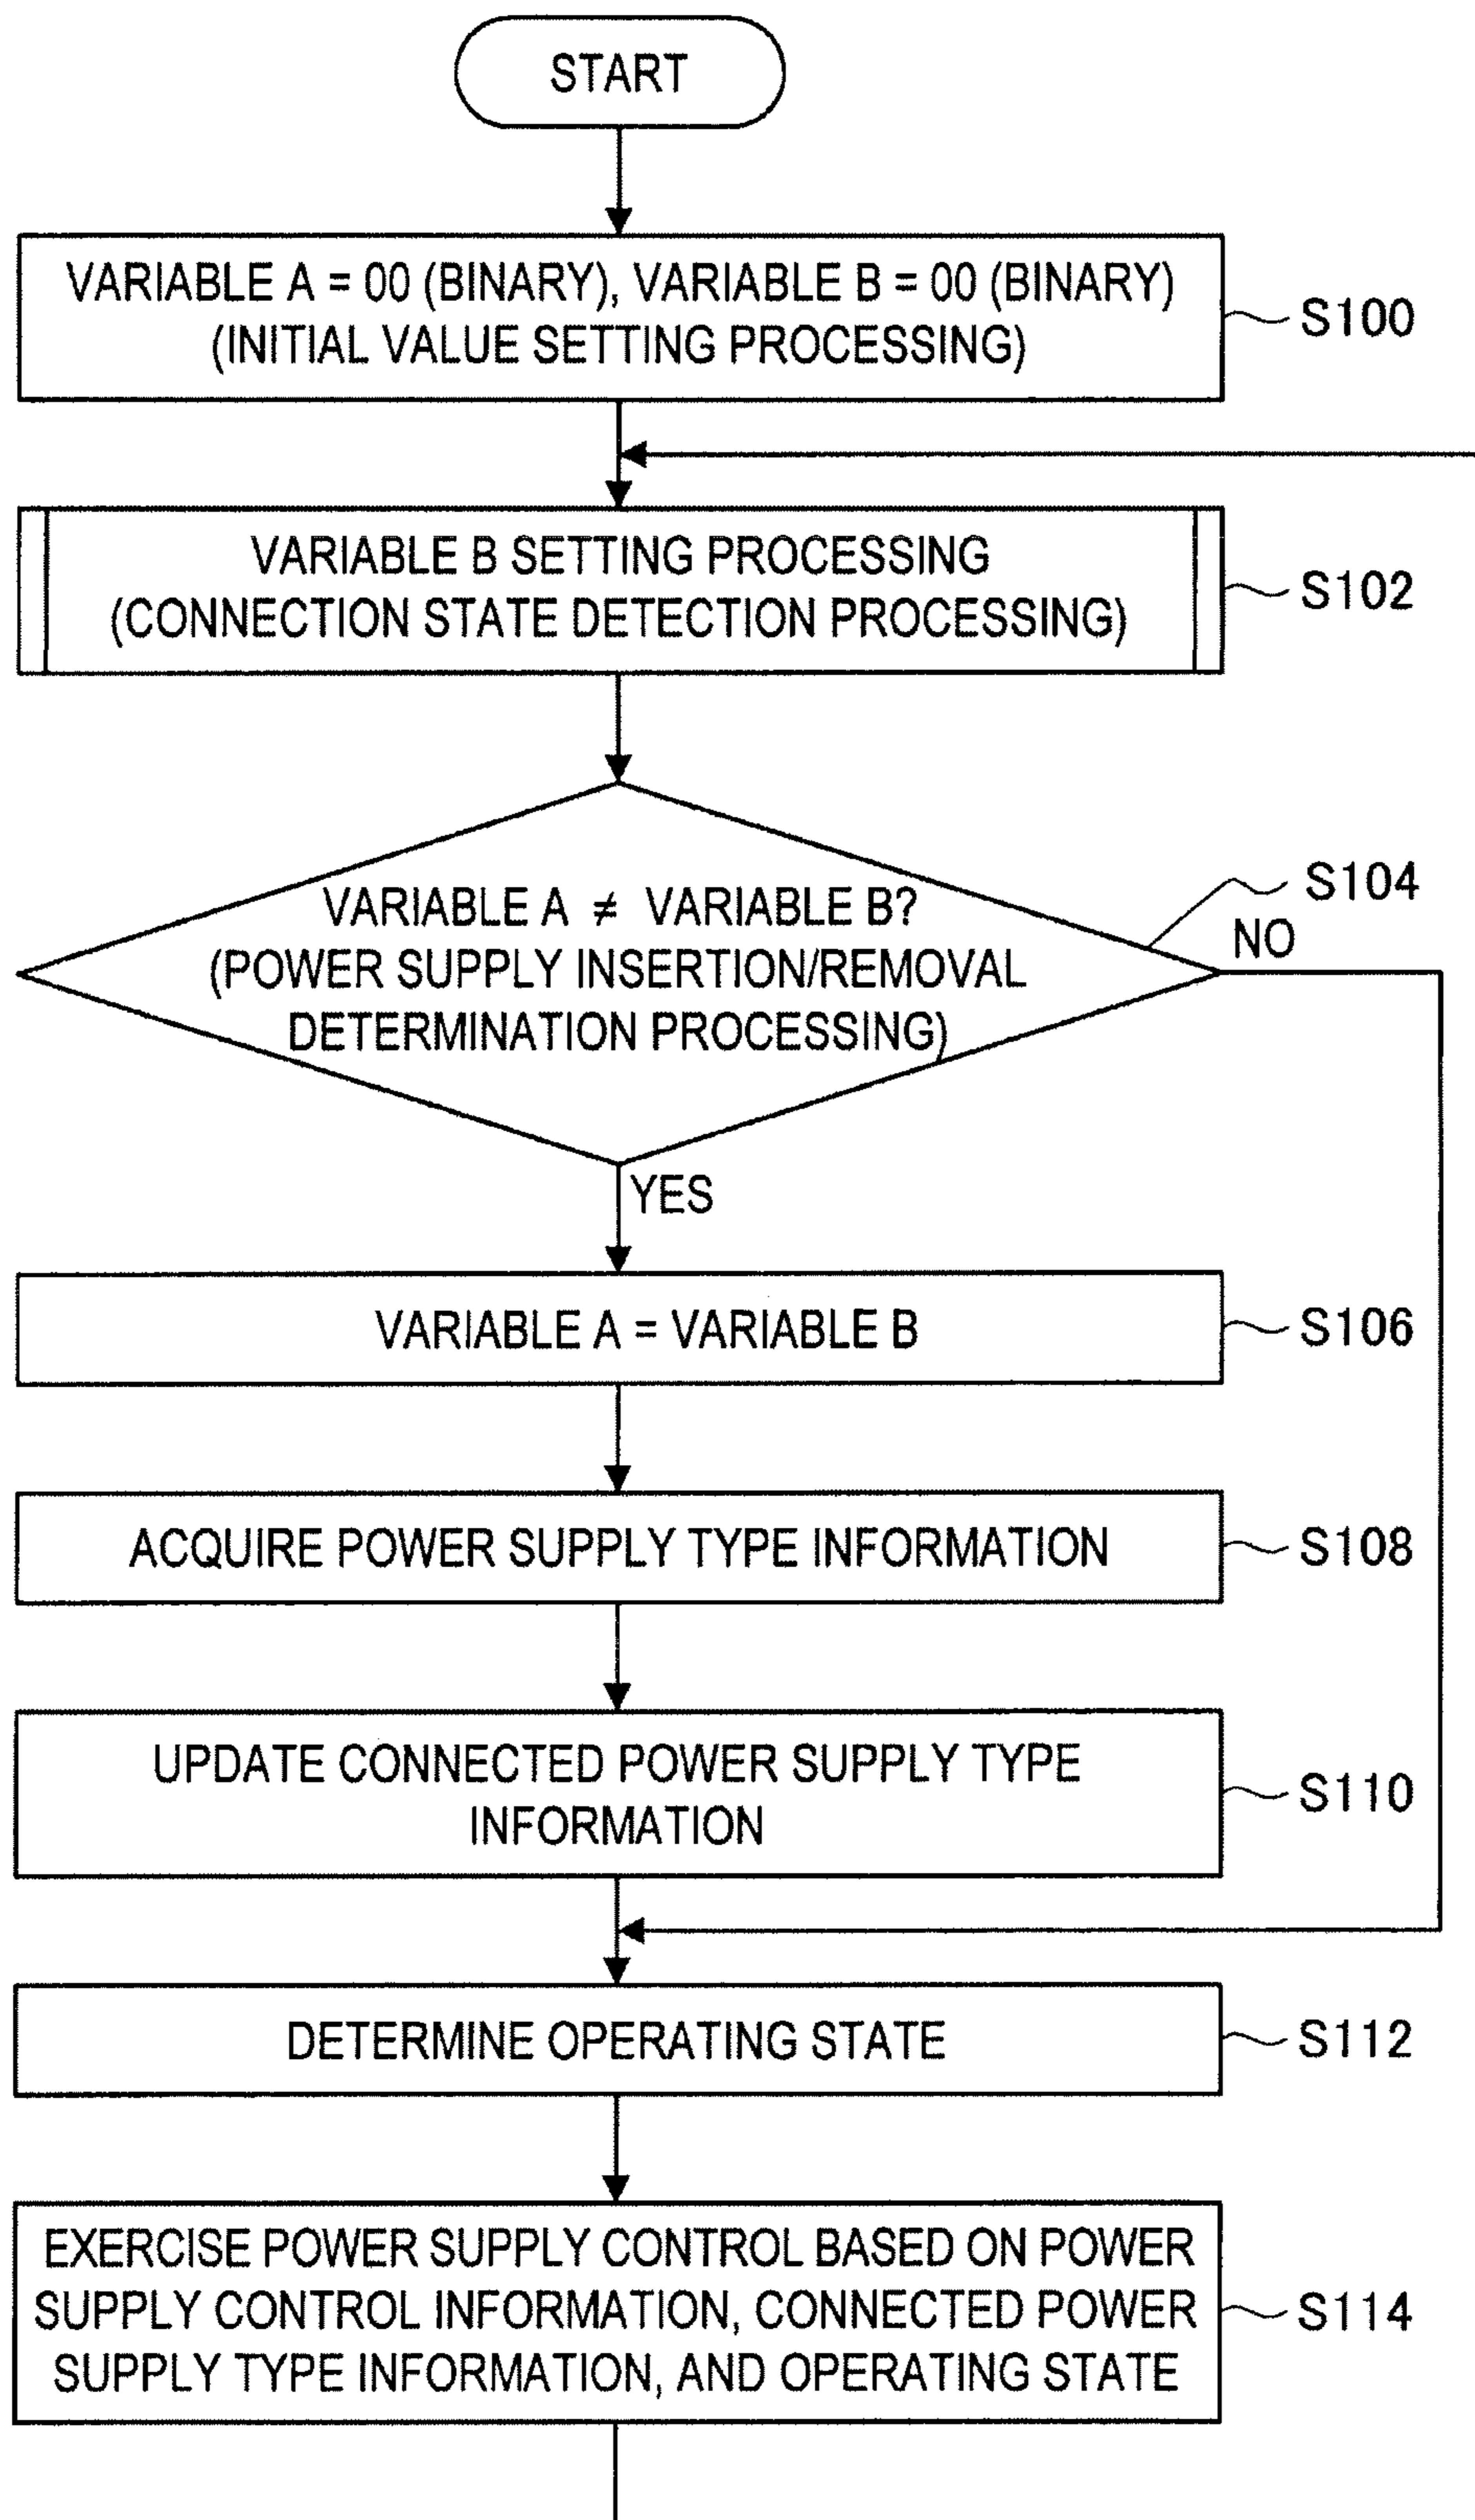 START
VARIABLE A = 00 (BINARY), VARIABLE B = 00 (BINARY)
(INITIAL VALUE SETTING PROCESSING)
S100
VARIABLE B SETTING PROCESSING
(CONNECTION STATE DETECTION PROCESSING)
S102
VARIABLE A ≠ VARIABLE B?
(POWER SUPPLY INSERTION/REMOVAL
DETERMINATION PROCESSING)
S104
NO
YES
VARIABLE A = VARIABLE B
S106
ACQUIRE POWER SUPPLY TYPE INFORMATION
S108
UPDATE CONNECTED POWER SUPPLY TYPE
INFORMATION
S110
DETERMINE OPERATING STATE
S112
EXERCISE POWER SUPPLY CONTROL BASED ON POWER
SUPPLY CONTROL INFORMATION, CONNECTED POWER
SUPPLY TYPE INFORMATION, AND OPERATING STATE
S114